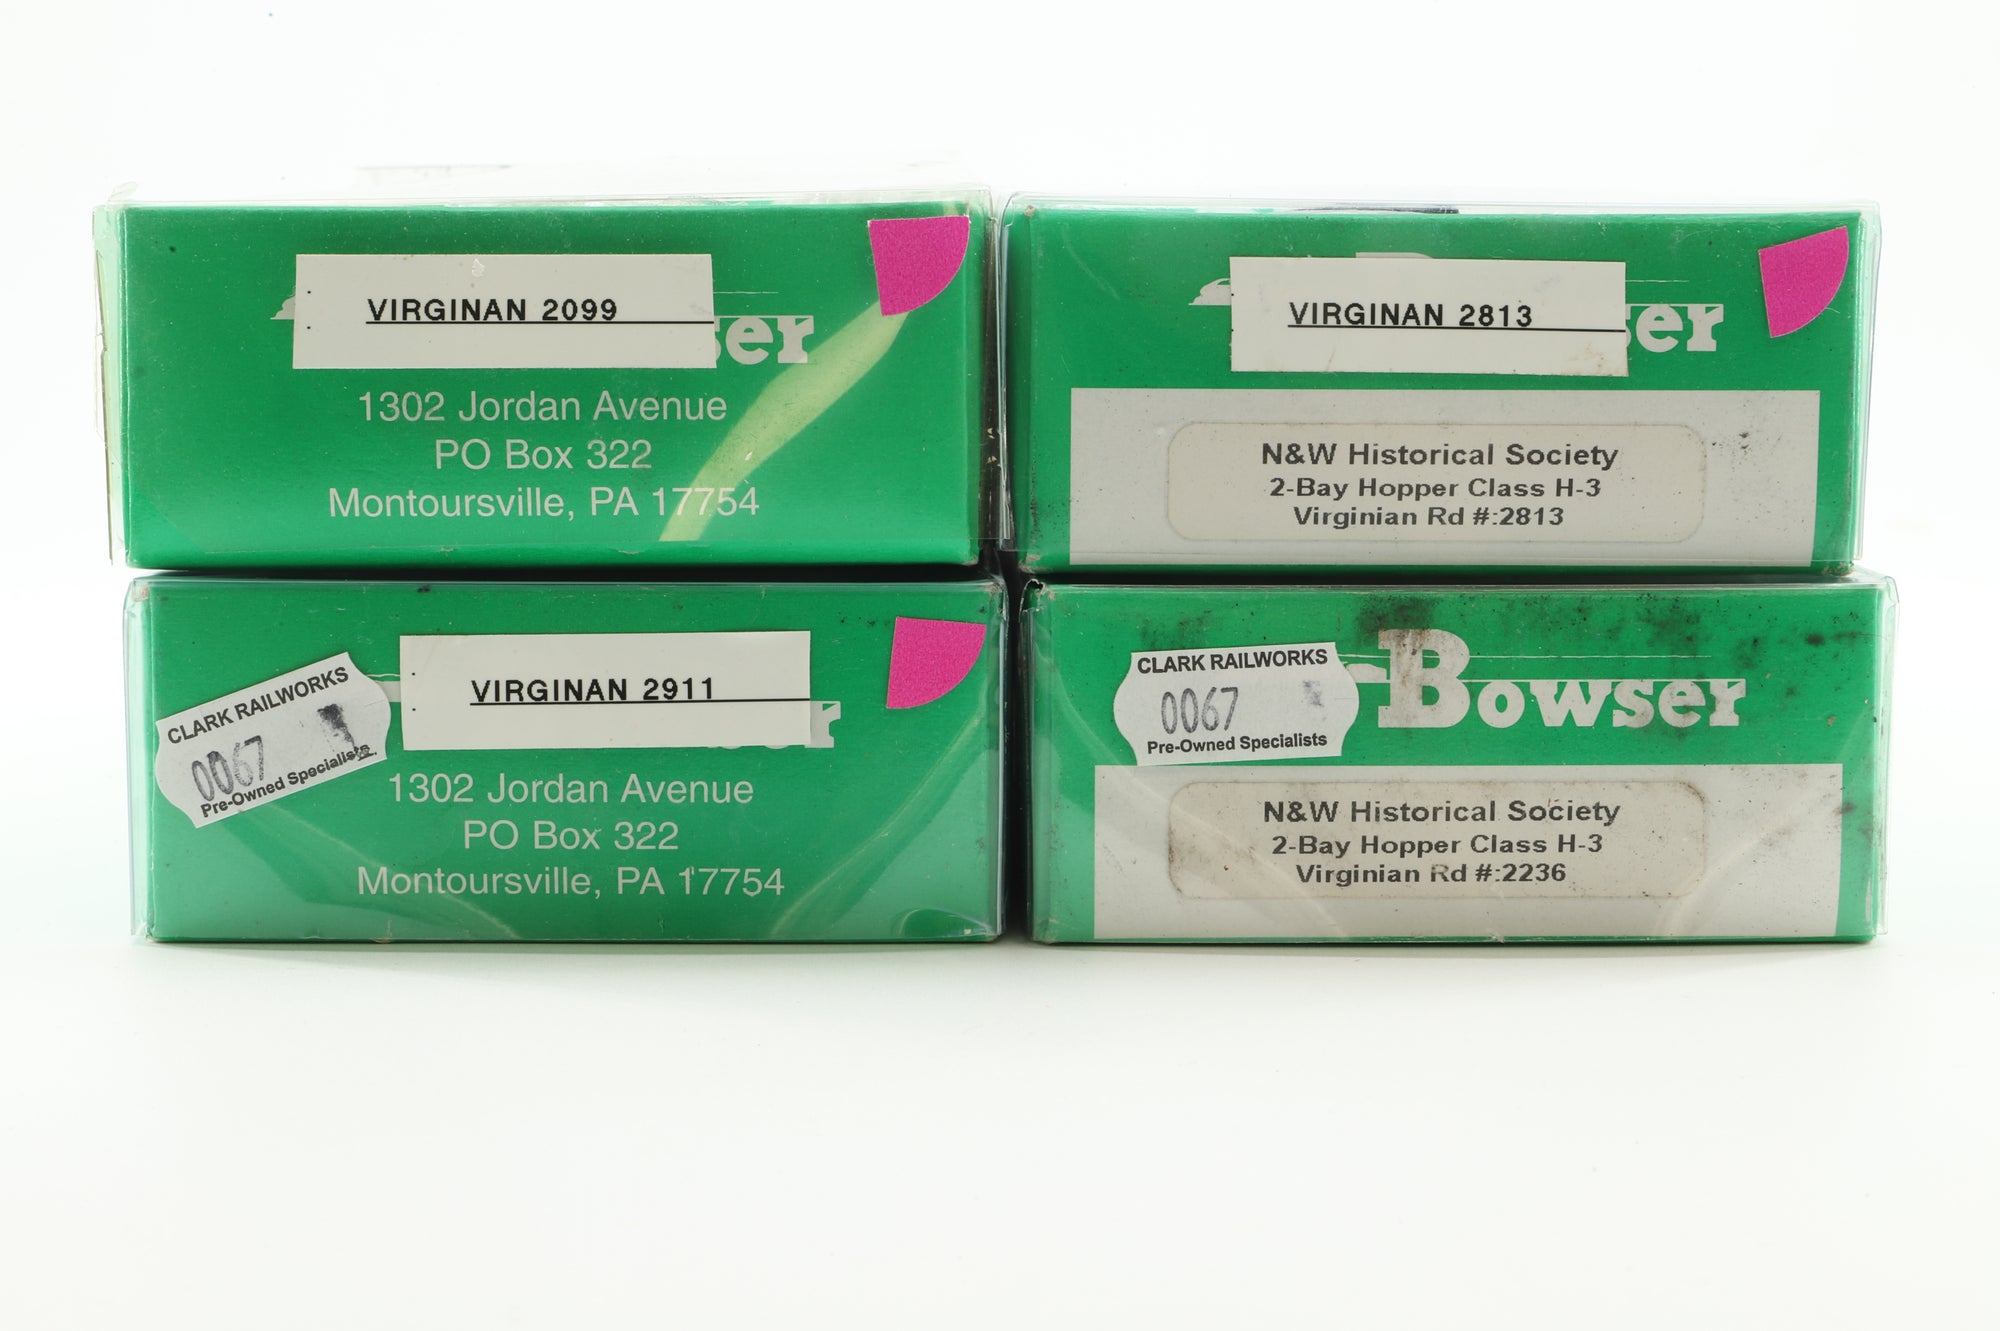 VIRGINAN 2099
ser
1302 Jordan Avenue
PO Box 322
Montoursville, PA 17754
VIRGINAN 2813
ser
N&W Historical Society
2-Bay Hopper Class H-3
Virginian Rd #:2813
CLARK RAILWORKS
0067
Pre-Owned Specialists
VIRGINAN 2911
1302 Jordan Avenue
PO Box 322
Montoursville, PA 17754
CLARK RAILWORKS
0067
Pre-Owned Specialists
Bowser
N&W Historical Society
2-Bay Hopper Class H-3
Virginian Rd #:2236